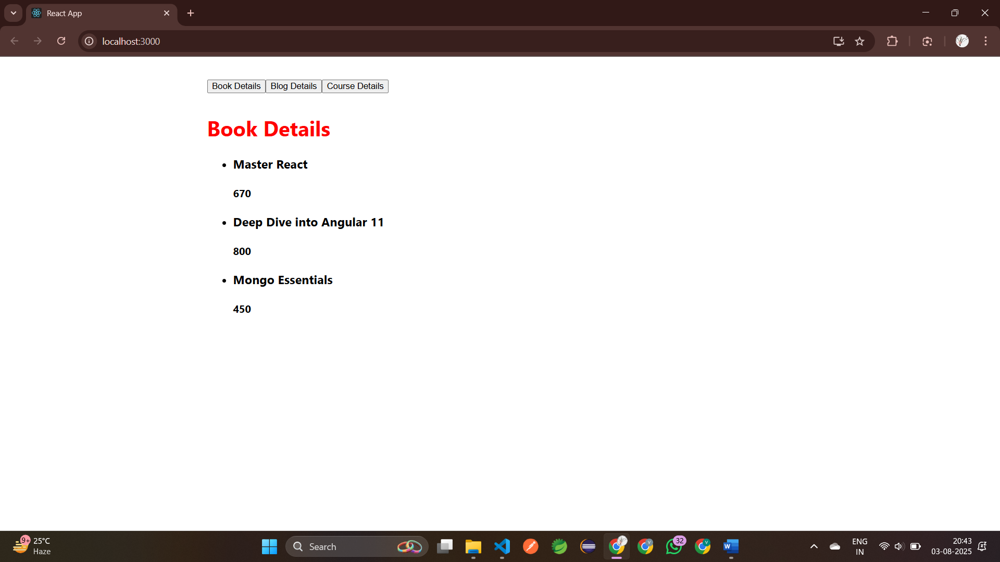 React App
localhost:3000
Book Details Blog Details Course Details
Book Details
Master React
670
Deep Dive into Angular 11
800
Mongo Essentials
450
9+ 25°C
Haze
Search
32
ENG
IN
20:43
03-08-2025